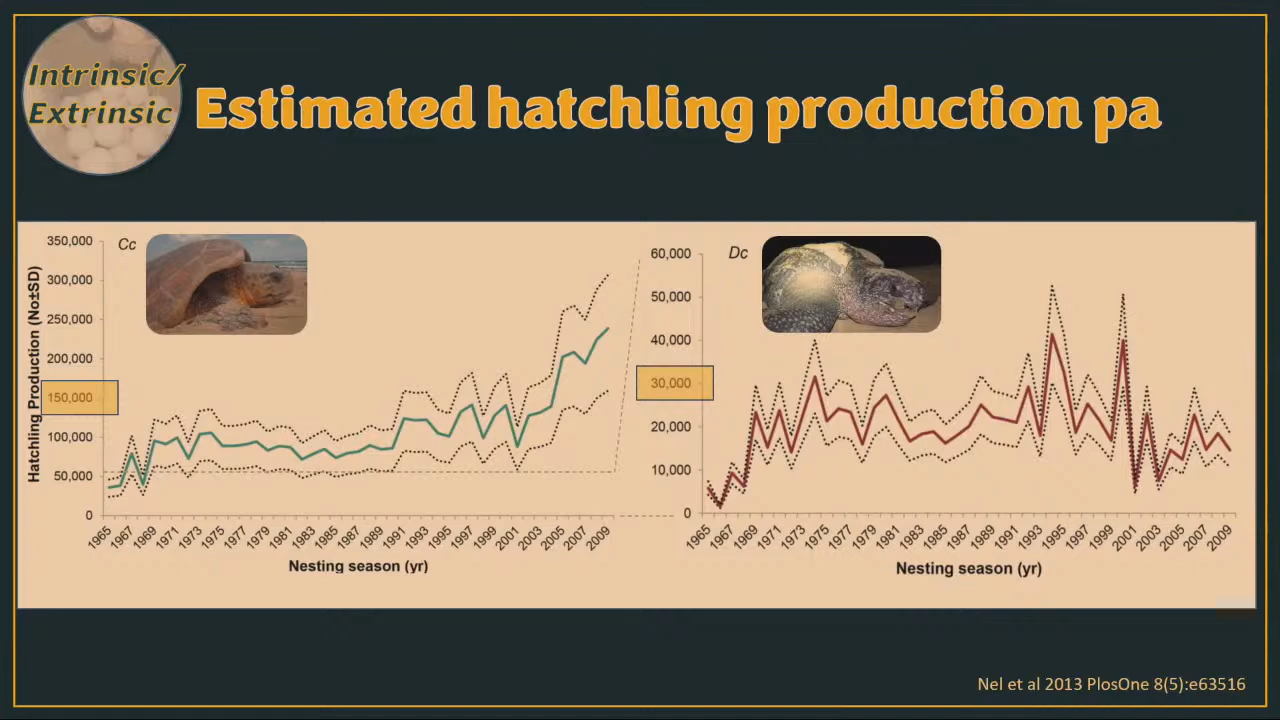 Intrinsic/
Extrinsic
Estimated hatchling production pa
Hatchling Production (No±SD)
350,000
300,000
250,000
200,000
150,000
100,000
50,000
0
Cc
1965 1967 1969 1971 1973 1975 1977 1979 1981 1983 1985 1987 1989 1991 1993 1995 1997 1999 2001 2003 2005 2007 2009
Nesting season (yr)
60,000
50,000
40,000
30,000
20,000
10,000
0
Dc
1965 1967 1969 1971 1973 1975 1977 1979 1981 1983 1985 1987 1989 1991 1993 1995 1997 1999 2001 2003 2005 2007 2009
Nesting season (yr)
Nel et al 2013 PlosOne 8(5):e63516